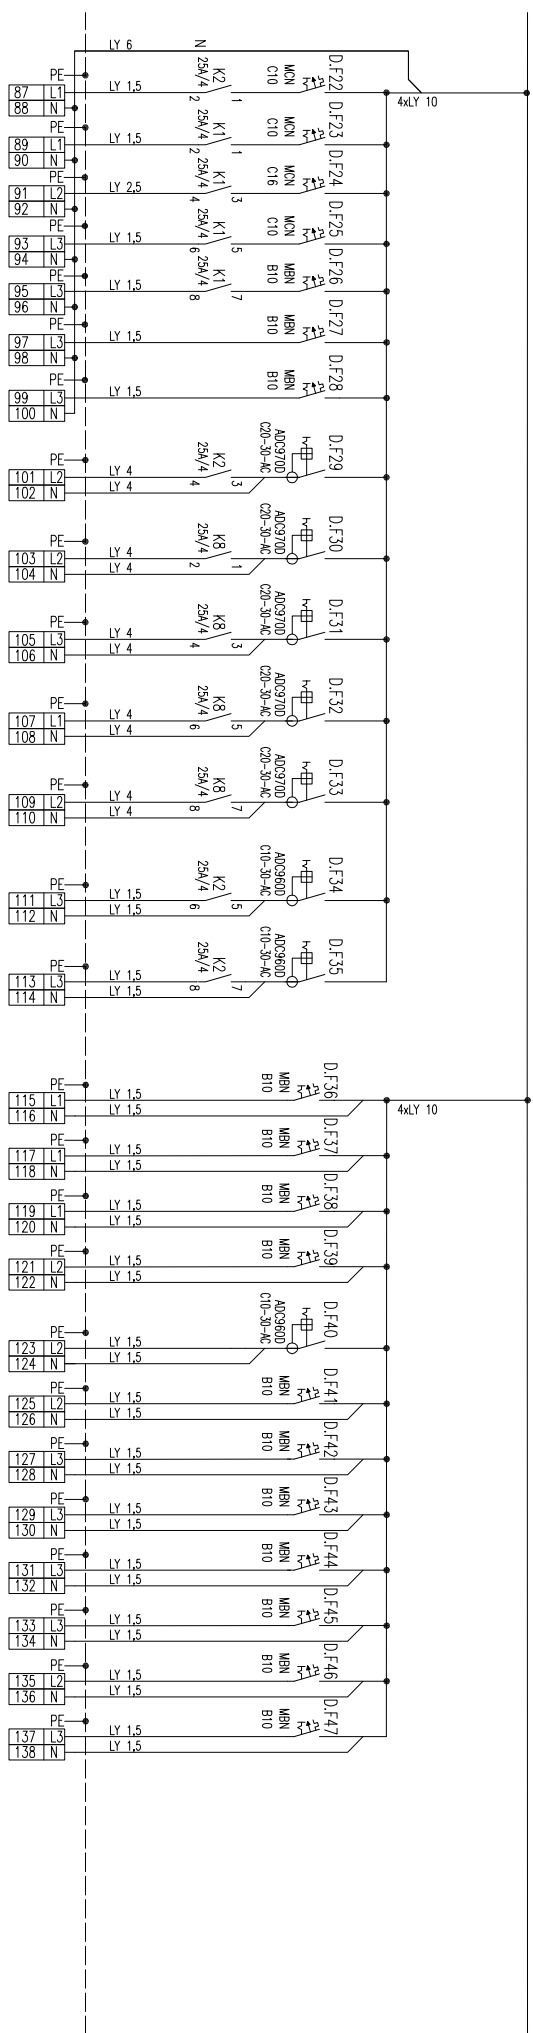 LY 6 N
4xLY 10
PE
87 L1 LY 1,5 25A/4 K2 2 1 C10 MCN D.F22
88 N
PE
89 L1 LY 1,5 25A/4 K1 2 1 C10 MCN D.F23
90 N
PE
91 L2 LY 2,5 25A/4 K1 4 3 C16 MCN D.F24
92 N
PE
93 L3 LY 1,5 25A/4 K1 6 5 C10 MCN D.F25
94 N
PE
95 L3 LY 1,5 25A/4 K1 8 7 B10 MBN D.F26
96 N
PE
97 L3 LY 1,5 B10 MBN D.F27
98 N
PE
99 L3 LY 1,5 B10 MBN D.F28
100 N
PE
101 L2 LY 4 25A/4 K2 4 3 C20-30-AC ADC970D D.F29
102 N LY 4
PE
103 L2 LY 4 25A/4 K8 2 1 C20-30-AC ADC970D D.F30
104 N LY 4
PE
105 L3 LY 4 25A/4 K8 4 3 C20-30-AC ADC970D D.F31
106 N LY 4
PE
107 L1 LY 4 25A/4 K8 6 5 C20-30-AC ADC970D D.F32
108 N LY 4
PE
109 L2 LY 4 25A/4 K8 8 7 C20-30-AC ADC970D D.F33
110 N LY 4
PE
111 L3 LY 1,5 25A/4 K2 6 5 C10-30-AC ADC960D D.F34
112 N LY 1,5
PE
113 L3 LY 1,5 25A/4 K2 8 7 C10-30-AC ADC960D D.F35
114 N LY 1,5
4xLY 10
PE
115 L1 LY 1,5 B10 MBN D.F36
116 N LY 1,5
PE
117 L1 LY 1,5 B10 MBN D.F37
118 N LY 1,5
PE
119 L1 LY 1,5 B10 MBN D.F38
120 N LY 1,5
PE
121 L2 LY 1,5 B10 MBN D.F39
122 N LY 1,5
PE
123 L2 LY 1,5 C10-30-AC ADC960D D.F40
124 N LY 1,5
PE
125 L2 LY 1,5 B10 MBN D.F41
126 N LY 1,5
PE
127 L3 LY 1,5 B10 MBN D.F42
128 N LY 1,5
PE
129 L3 LY 1,5 B10 MBN D.F43
130 N LY 1,5
PE
131 L3 LY 1,5 B10 MBN D.F44
132 N LY 1,5
PE
133 L3 LY 1,5 B10 MBN D.F45
134 N LY 1,5
PE
135 L2 LY 1,5 B10 MBN D.F46
136 N LY 1,5
PE
137 L3 LY 1,5 B10 MBN D.F47
138 N LY 1,5